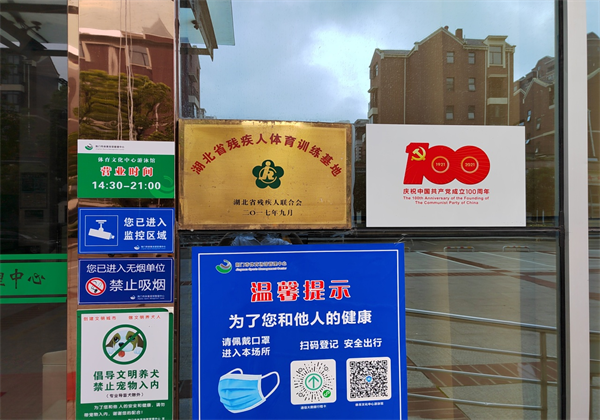 体育文化中心游泳馆
营业时间
14:30-21:00
您已进入
监控区域
您已进入无烟单位
禁止吸烟
倡导文明养犬
禁止宠物入内
(专业导盲犬除外)
湖北省残疾人体育训练基地
湖北省残疾人联合会
二〇一七年九月
100
1921
2021
庆祝中国共产党成立100周年
The 100th Anniversary of the Founding of
The Communist Party of China
温馨提示
为了您和他人的健康
请佩戴口罩
进入本场所
扫码登记 安全出行
中心